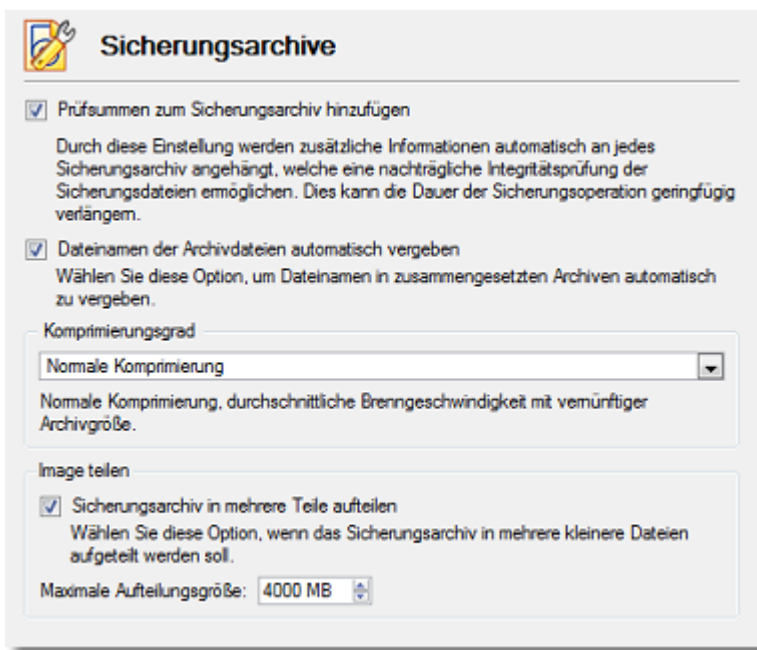 Sicherungsarchive
Prüfsummen zum Sicherungsarchiv hinzufügen
Durch diese Einstellung werden zusätzliche Informationen automatisch an jedes
Sicherungsarchiv angehängt, welche eine nachträgliche Integritätsprüfung der
Sicherungsdateien ermöglichen. Dies kann die Dauer der Sicherungsoperation geringfügig
verlängern.
Dateinamen der Archivdateien automatisch vergeben
Wählen Sie diese Option, um Dateinamen in zusammengesetzten Archiven automatisch
zu vergeben.
Komprimierungsgrad
Normale Komprimierung
Normale Komprimierung, durchschnittliche Brenngeschwindigkeit mit vernünftiger
Archivgröße.
Image teilen
Sicherungsarchiv in mehrere Teile aufteilen
Wählen Sie diese Option, wenn das Sicherungsarchiv in mehrere kleinere Dateien
aufgeteilt werden soll.
Maximale Aufteilungsgröße: 4000 MB